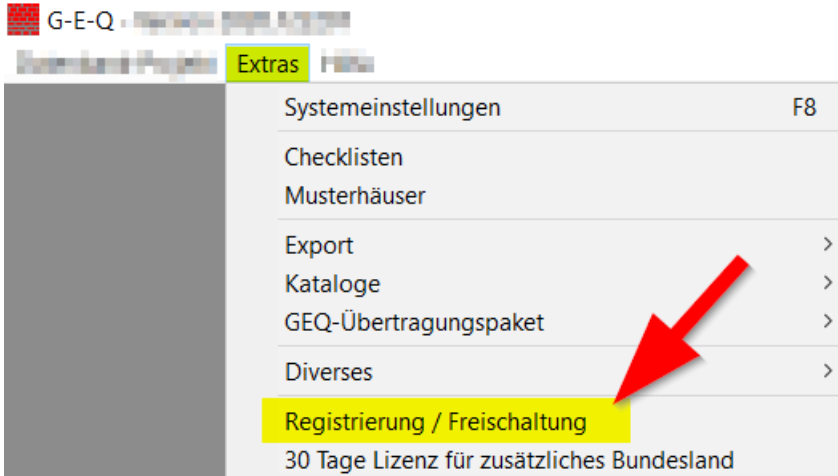 G-E-Q
Extras
Systemeinstellungen F8
Checklisten
Musterhäuser
Export
Kataloge
GEQ-Übertragungspaket
Diverses
Registrierung / Freischaltung
30 Tage Lizenz für zusätzliches Bundesland